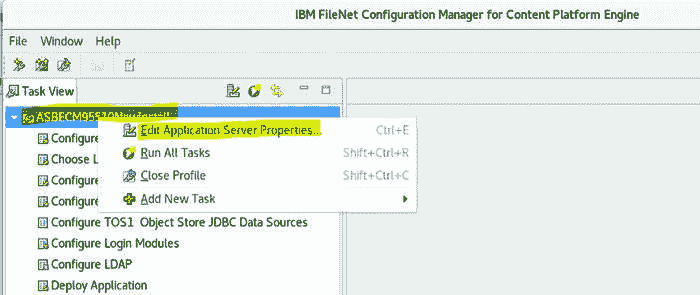 IBM FileNet Configuration Manager for Content Platform Engine
File Window Help
Task View
Edit Application Server Properties... Ctrl+E
Configure
Run All Tasks Shift+Ctrl+R
Choose L
Close Profile Shift+Ctrl+C
Configure
Add New Task
Configure
Configure TOS1 Object Store JDBC Data Sources
Configure Login Modules
Configure LDAP
Deploy Application